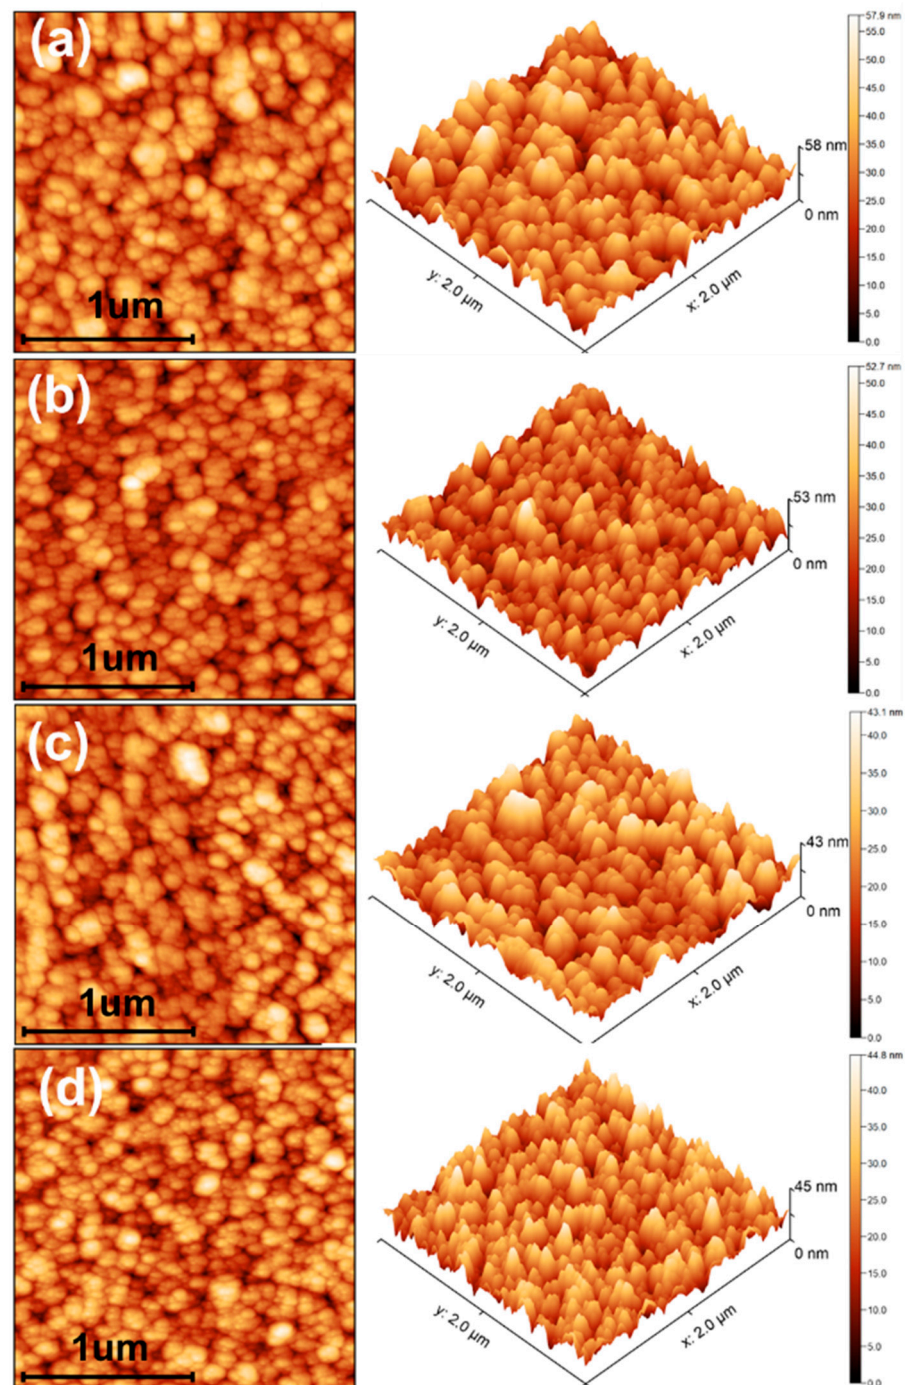 (a)
1um
58 nm
0 nm
y: 2.0 µm
x: 2.0 µm
57.9 nm
55.0
50.0
45.0
40.0
35.0
30.0
25.0
20.0
15.0
10.0
5.0
0.0
(b)
1um
53 nm
0 nm
y: 2.0 µm
x: 2.0 µm
52.7 nm
50.0
45.0
40.0
35.0
30.0
25.0
20.0
15.0
10.0
5.0
0.0
(c)
1um
43 nm
0 nm
y: 2.0 µm
x: 2.0 µm
43.1 nm
40.0
35.0
30.0
25.0
20.0
15.0
10.0
5.0
0.0
(d)
1um
45 nm
0 nm
y: 2.0 µm
x: 2.0 µm
44.8 nm
40.0
35.0
30.0
25.0
20.0
15.0
10.0
5.0
0.0